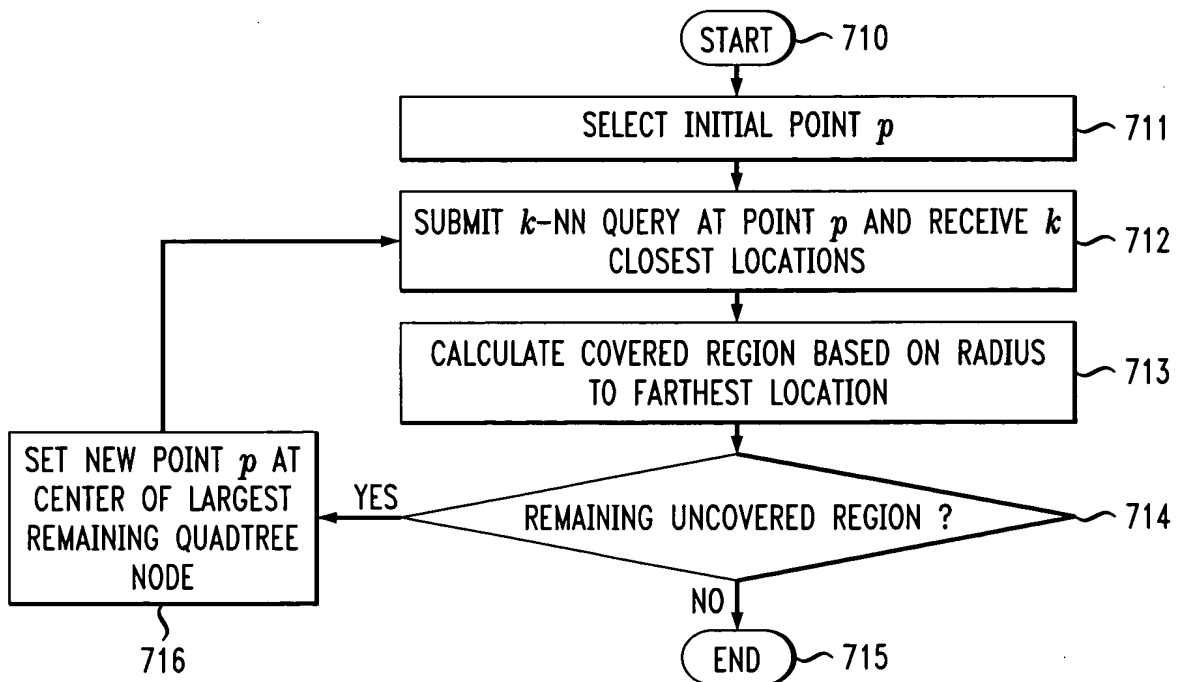 START
710
SELECT INITIAL POINT p
711
SUBMIT k-NN QUERY AT POINT p AND RECEIVE k
CLOSEST LOCATIONS
712
CALCULATE COVERED REGION BASED ON RADIUS
TO FARTHEST LOCATION
713
REMAINING UNCOVERED REGION ?
714
YES
SET NEW POINT p AT
CENTER OF LARGEST
REMAINING QUADTREE
NODE
716
NO
END
715